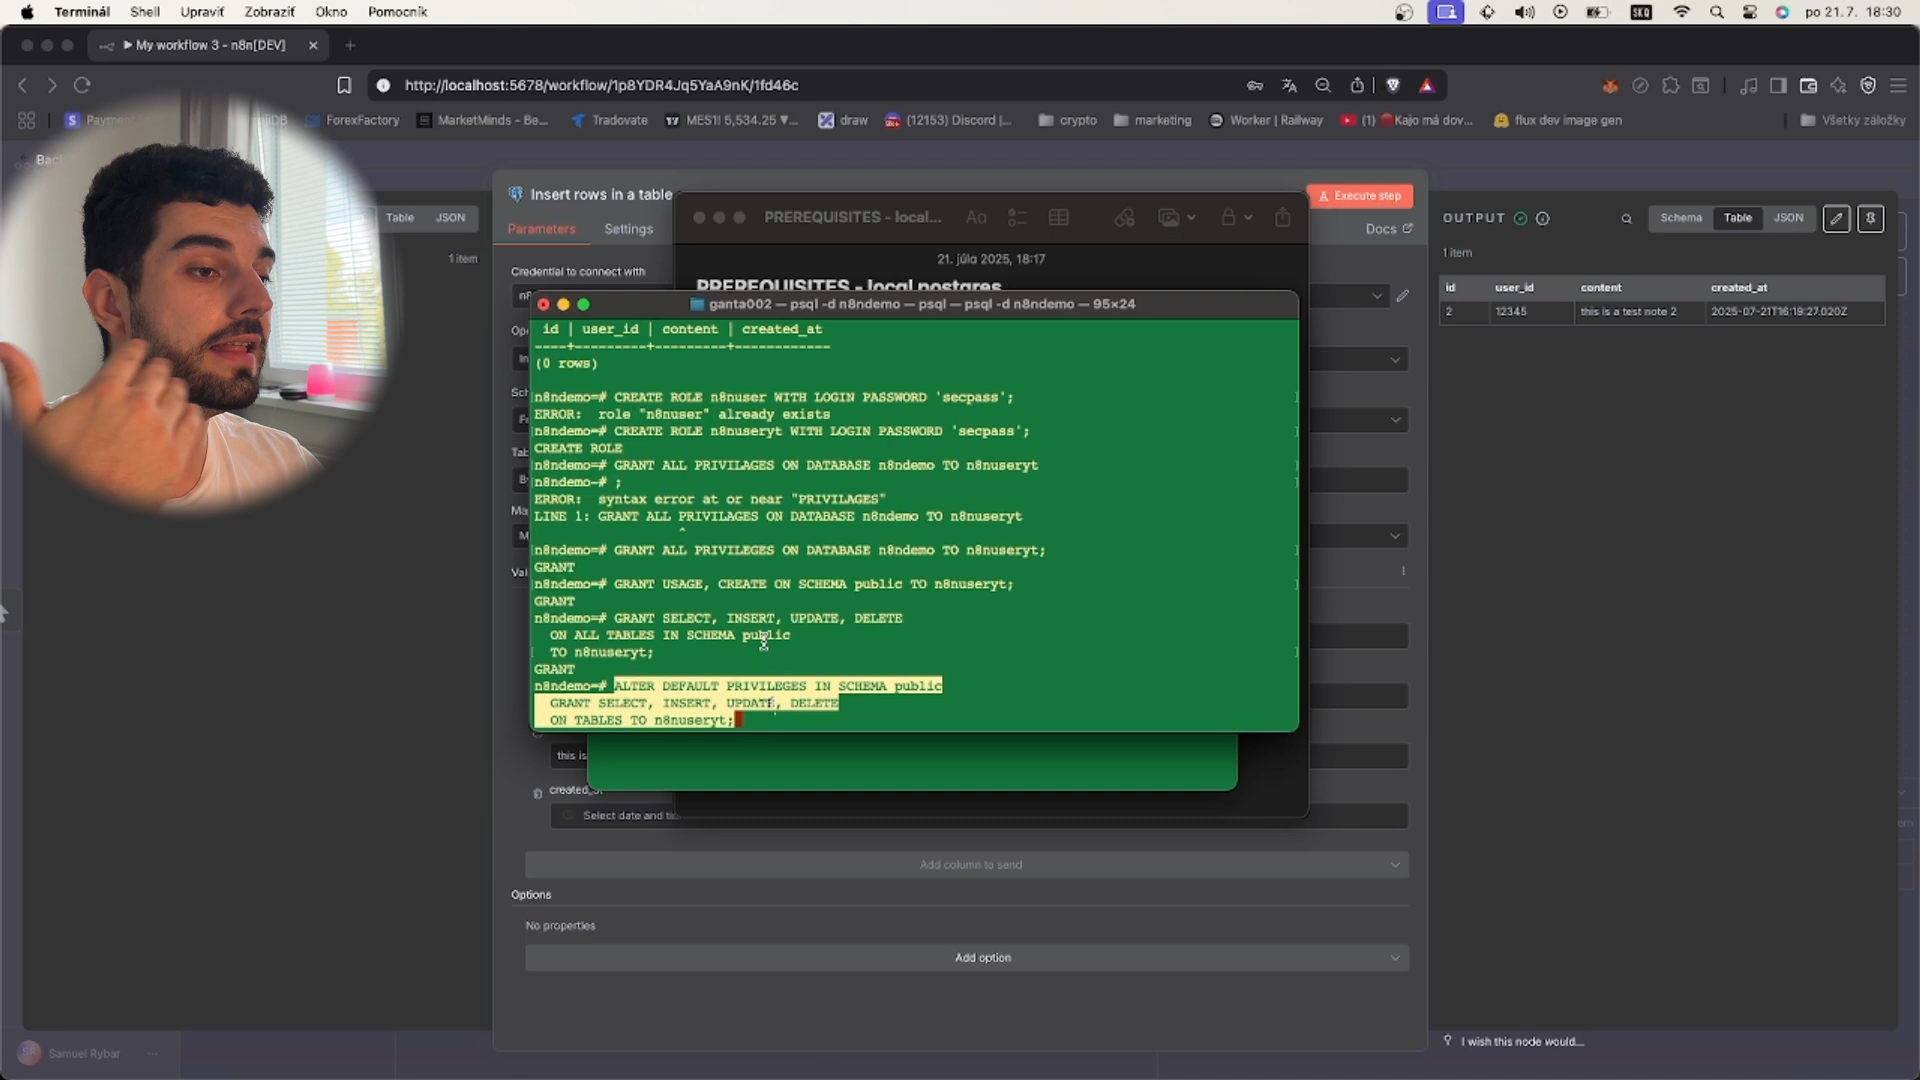 Terminál Shell Upraviť Zobraziť Okno Pomocník
SKQ po 21.7. 18:30
My workflow 3 - n8n[DEV]
http://localhost:5678/workflow/1p8YDR4Jq5YaA9nK/1fd46c
ForexFactory MarketMinds - Be... Tradovate MES1! 5,534.25 ▼... draw (12153) Discord |... crypto marketing Worker | Railway (1) Kajo má dov... flux dev image gen Všetky záložky
Table JSON
1 item
Insert rows in a table
Execute step
Parameters Settings
Docs
Credential to connect with
PREREQUISITES - local...
21. júla 2025, 18:17
PREREQUISITES - local postgres
ganta002 — psql -d n8ndemo — psql — psql -d n8ndemo — 95×24
id | user_id | content | created_at
----+---------+---------+------------
(0 rows)
n8ndemo=# CREATE ROLE n8nuser WITH LOGIN PASSWORD 'secpass';
ERROR:  role "n8nuser" already exists
n8ndemo=# CREATE ROLE n8nuseryt WITH LOGIN PASSWORD 'secpass';
CREATE ROLE
n8ndemo=# GRANT ALL PRIVILAGES ON DATABASE n8ndemo TO n8nuseryt
n8ndemo-# ;
ERROR:  syntax error at or near "PRIVILAGES"
LINE 1: GRANT ALL PRIVILAGES ON DATABASE n8ndemo TO n8nuseryt
^
n8ndemo=# GRANT ALL PRIVILEGES ON DATABASE n8ndemo TO n8nuseryt;
GRANT
n8ndemo=# GRANT USAGE, CREATE ON SCHEMA public TO n8nuseryt;
GRANT
n8ndemo=# GRANT SELECT, INSERT, UPDATE, DELETE
ON ALL TABLES IN SCHEMA public
TO n8nuseryt;
GRANT
n8ndemo=# ALTER DEFAULT PRIVILEGES IN SCHEMA public
GRANT SELECT, INSERT, UPDATE, DELETE
ON TABLES TO n8nuseryt;
this is
Select date and
Add column to send
Options
No properties
Add option
OUTPUT
Schema Table JSON
1 item
id user_id content created_at
2 12345 this is a test note 2 2025-07-21T16:19:27.020Z
I wish this node would...
Samuel Rybar